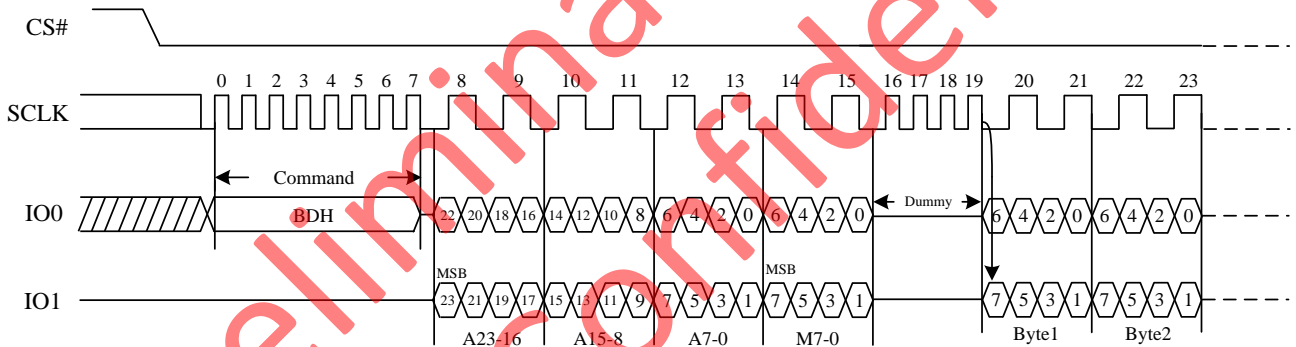 CS#
0 1 2 3 4 5 6 7 8 9 10 11 12 13 14 15 16 17 18 19 20 21 22 23
SCLK
Command Dummy
IO0 BDH 22 20 18 16 14 12 10 8 6 4 2 0 6 4 2 0 6 4 2 0 6 4 2 0
MSB MSB
IO1 23 21 19 17 15 13 11 9 7 5 3 1 7 5 3 1 7 5 3 1 7 5 3 1
A23-16 A15-8 A7-0 M7-0 Byte1 Byte2
elimina
confide